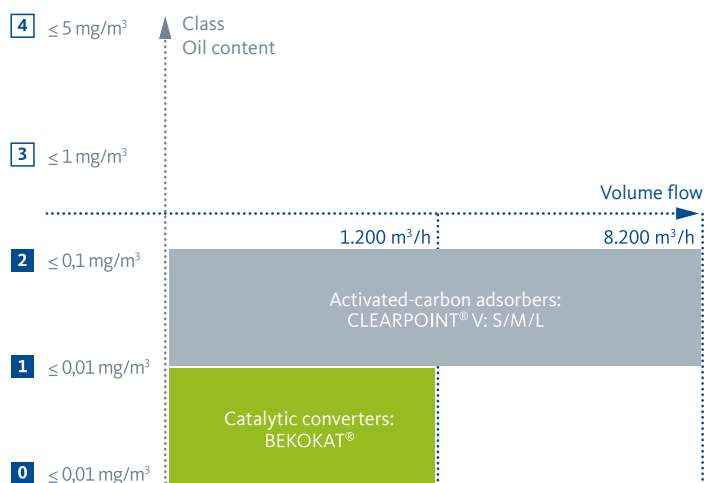 4 ≤ 5 mg/m³
Class
Oil content
3 ≤ 1 mg/m³
Volume flow
1.200 m³/h
8.200 m³/h
2 ≤ 0,1 mg/m³
Activated-carbon adsorbers:
CLEARPOINT® V: S/M/L
1 ≤ 0,01 mg/m³
Catalytic converters:
BEKOKAT®
0 ≤ 0,01 mg/m³